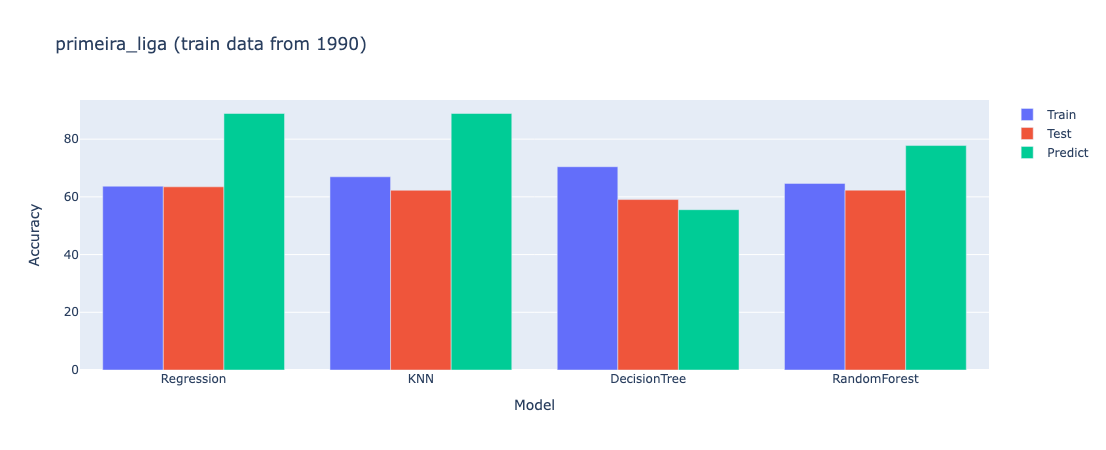 primeira_liga (train data from 1990)
Train
Test
Predict
Accuracy
80
60
40
20
0
Regression
KNN
DecisionTree
RandomForest
Model